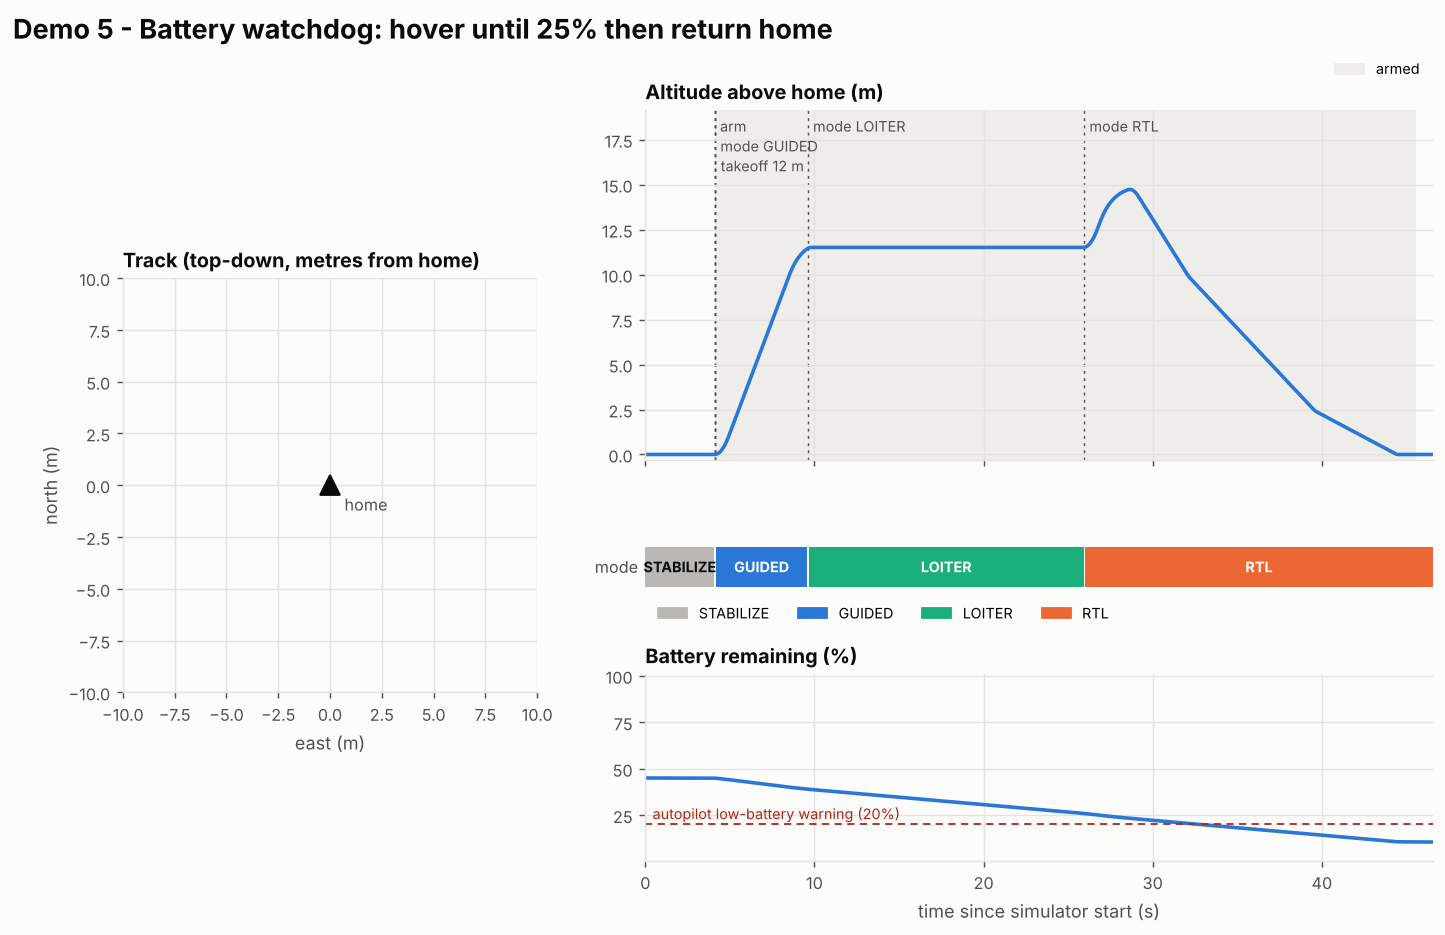 Demo 5 - Battery watchdog: hover until 25% then return home
armed
Altitude above home (m)
arm
mode GUIDED
takeoff 12 m
mode LOITER
mode RTL
17.5
15.0
12.5
10.0
7.5
5.0
2.5
0.0
Track (top-down, metres from home)
10.0
7.5
5.0
2.5
0.0
−2.5
−5.0
−7.5
−10.0
north (m)
home
−10.0 −7.5 −5.0 −2.5 0.0 2.5 5.0 7.5 10.0
east (m)
mode STABILIZE GUIDED LOITER RTL
STABILIZE GUIDED LOITER RTL
Battery remaining (%)
100
75
50
25
autopilot low-battery warning (20%)
0 10 20 30 40
time since simulator start (s)